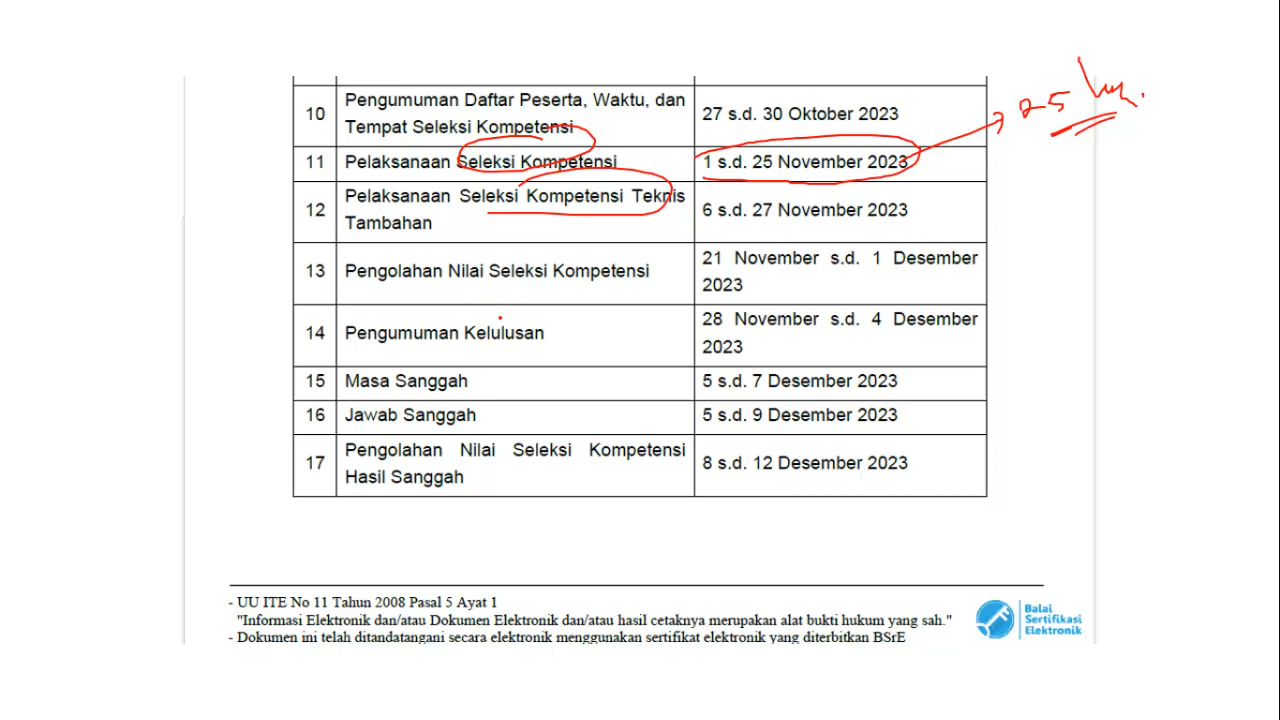 25
10 Pengumuman Daftar Peserta, Waktu, dan 27 s.d. 30 Oktober 2023
Tempat Seleksi Kompetensi
11 Pelaksanaan Seleksi Kompetensi 1 s.d. 25 November 2023
12 Pelaksanaan Seleksi Kompetensi Teknis 6 s.d. 27 November 2023
Tambahan
13 Pengolahan Nilai Seleksi Kompetensi 21 November s.d. 1 Desember
2023
14 Pengumuman Kelulusan 28 November s.d. 4 Desember
2023
15 Masa Sanggah 5 s.d. 7 Desember 2023
16 Jawab Sanggah 5 s.d. 9 Desember 2023
17 Pengolahan Nilai Seleksi Kompetensi 8 s.d. 12 Desember 2023
Hasil Sanggah
- UU ITE No 11 Tahun 2008 Pasal 5 Ayat 1
"Informasi Elektronik dan/atau Dokumen Elektronik dan/atau hasil cetaknya merupakan alat bukti hukum yang sah."
- Dokumen ini telah ditandatangani secara elektronik menggunakan sertifikat elektronik yang diterbitkan BSrE
Balai
Sertifikasi
Elektronik